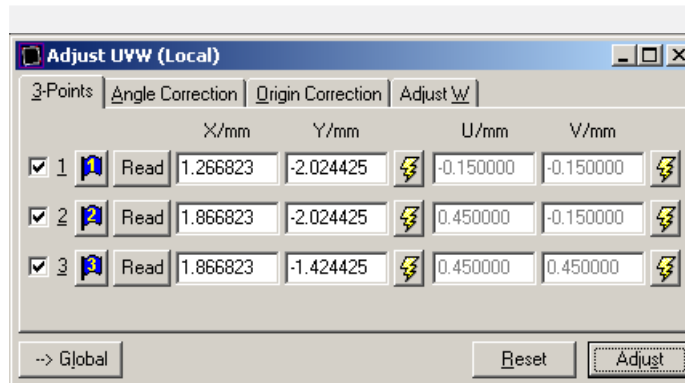 Adjust UVW (Local)
3-Points Angle Correction Origin Correction Adjust W
X/mm Y/mm U/mm V/mm
1 1 Read 1.266823 -2.024425 -0.150000 -0.150000
2 2 Read 1.866823 -2.024425 0.450000 -0.150000
3 3 Read 1.866823 -1.424425 0.450000 0.450000
--> Global Reset Adjust